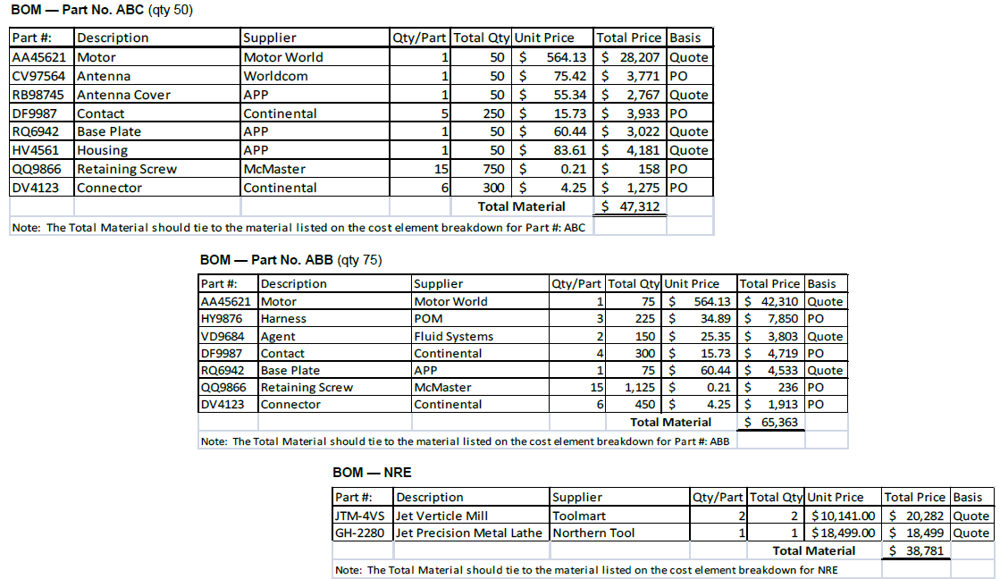 BOM — Part No. ABC (qty 50)
Part #: Description Supplier Qty/Part Total Qty Unit Price Total Price Basis
AA45621 Motor Motor World 1 50 $ 564.13 $ 28,207 Quote
CV97564 Antenna Worldcom 1 50 $ 75.42 $ 3,771 PO
RB98745 Antenna Cover APP 1 50 $ 55.34 $ 2,767 Quote
DF9987 Contact Continental 5 250 $ 15.73 $ 3,933 PO
RQ6942 Base Plate APP 1 50 $ 60.44 $ 3,022 Quote
HV4561 Housing APP 1 50 $ 83.61 $ 4,181 Quote
QQ9866 Retaining Screw McMaster 15 750 $ 0.21 $ 158 PO
DV4123 Connector Continental 6 300 $ 4.25 $ 1,275 PO
Total Material $ 47,312
Note: The Total Material should tie to the material listed on the cost element breakdown for Part #: ABC
BOM — Part No. ABB (qty 75)
Part #: Description Supplier Qty/Part Total Qty Unit Price Total Price Basis
AA45621 Motor Motor World 1 75 $ 564.13 $ 42,310 Quote
HY9876 Harness POM 3 225 $ 34.89 $ 7,850 PO
VD9684 Agent Fluid Systems 2 150 $ 25.35 $ 3,803 Quote
DF9987 Contact Continental 4 300 $ 15.73 $ 4,719 PO
RQ6942 Base Plate APP 1 75 $ 60.44 $ 4,533 Quote
QQ9866 Retaining Screw McMaster 15 1,125 $ 0.21 $ 236 PO
DV4123 Connector Continental 6 450 $ 4.25 $ 1,913 PO
Total Material $ 65,363
Note: The Total Material should tie to the material listed on the cost element breakdown for Part #: ABB
BOM — NRE
Part #: Description Supplier Qty/Part Total Qty Unit Price Total Price Basis
JTM-4VS Jet Verticle Mill Toolmart 2 2 $10,141.00 $ 20,282 Quote
GH-2280 Jet Precision Metal Lathe Northern Tool 1 1 $18,499.00 $ 18,499 Quote
Total Material $ 38,781
Note: The Total Material should tie to the material listed on the cost element breakdown for NRE